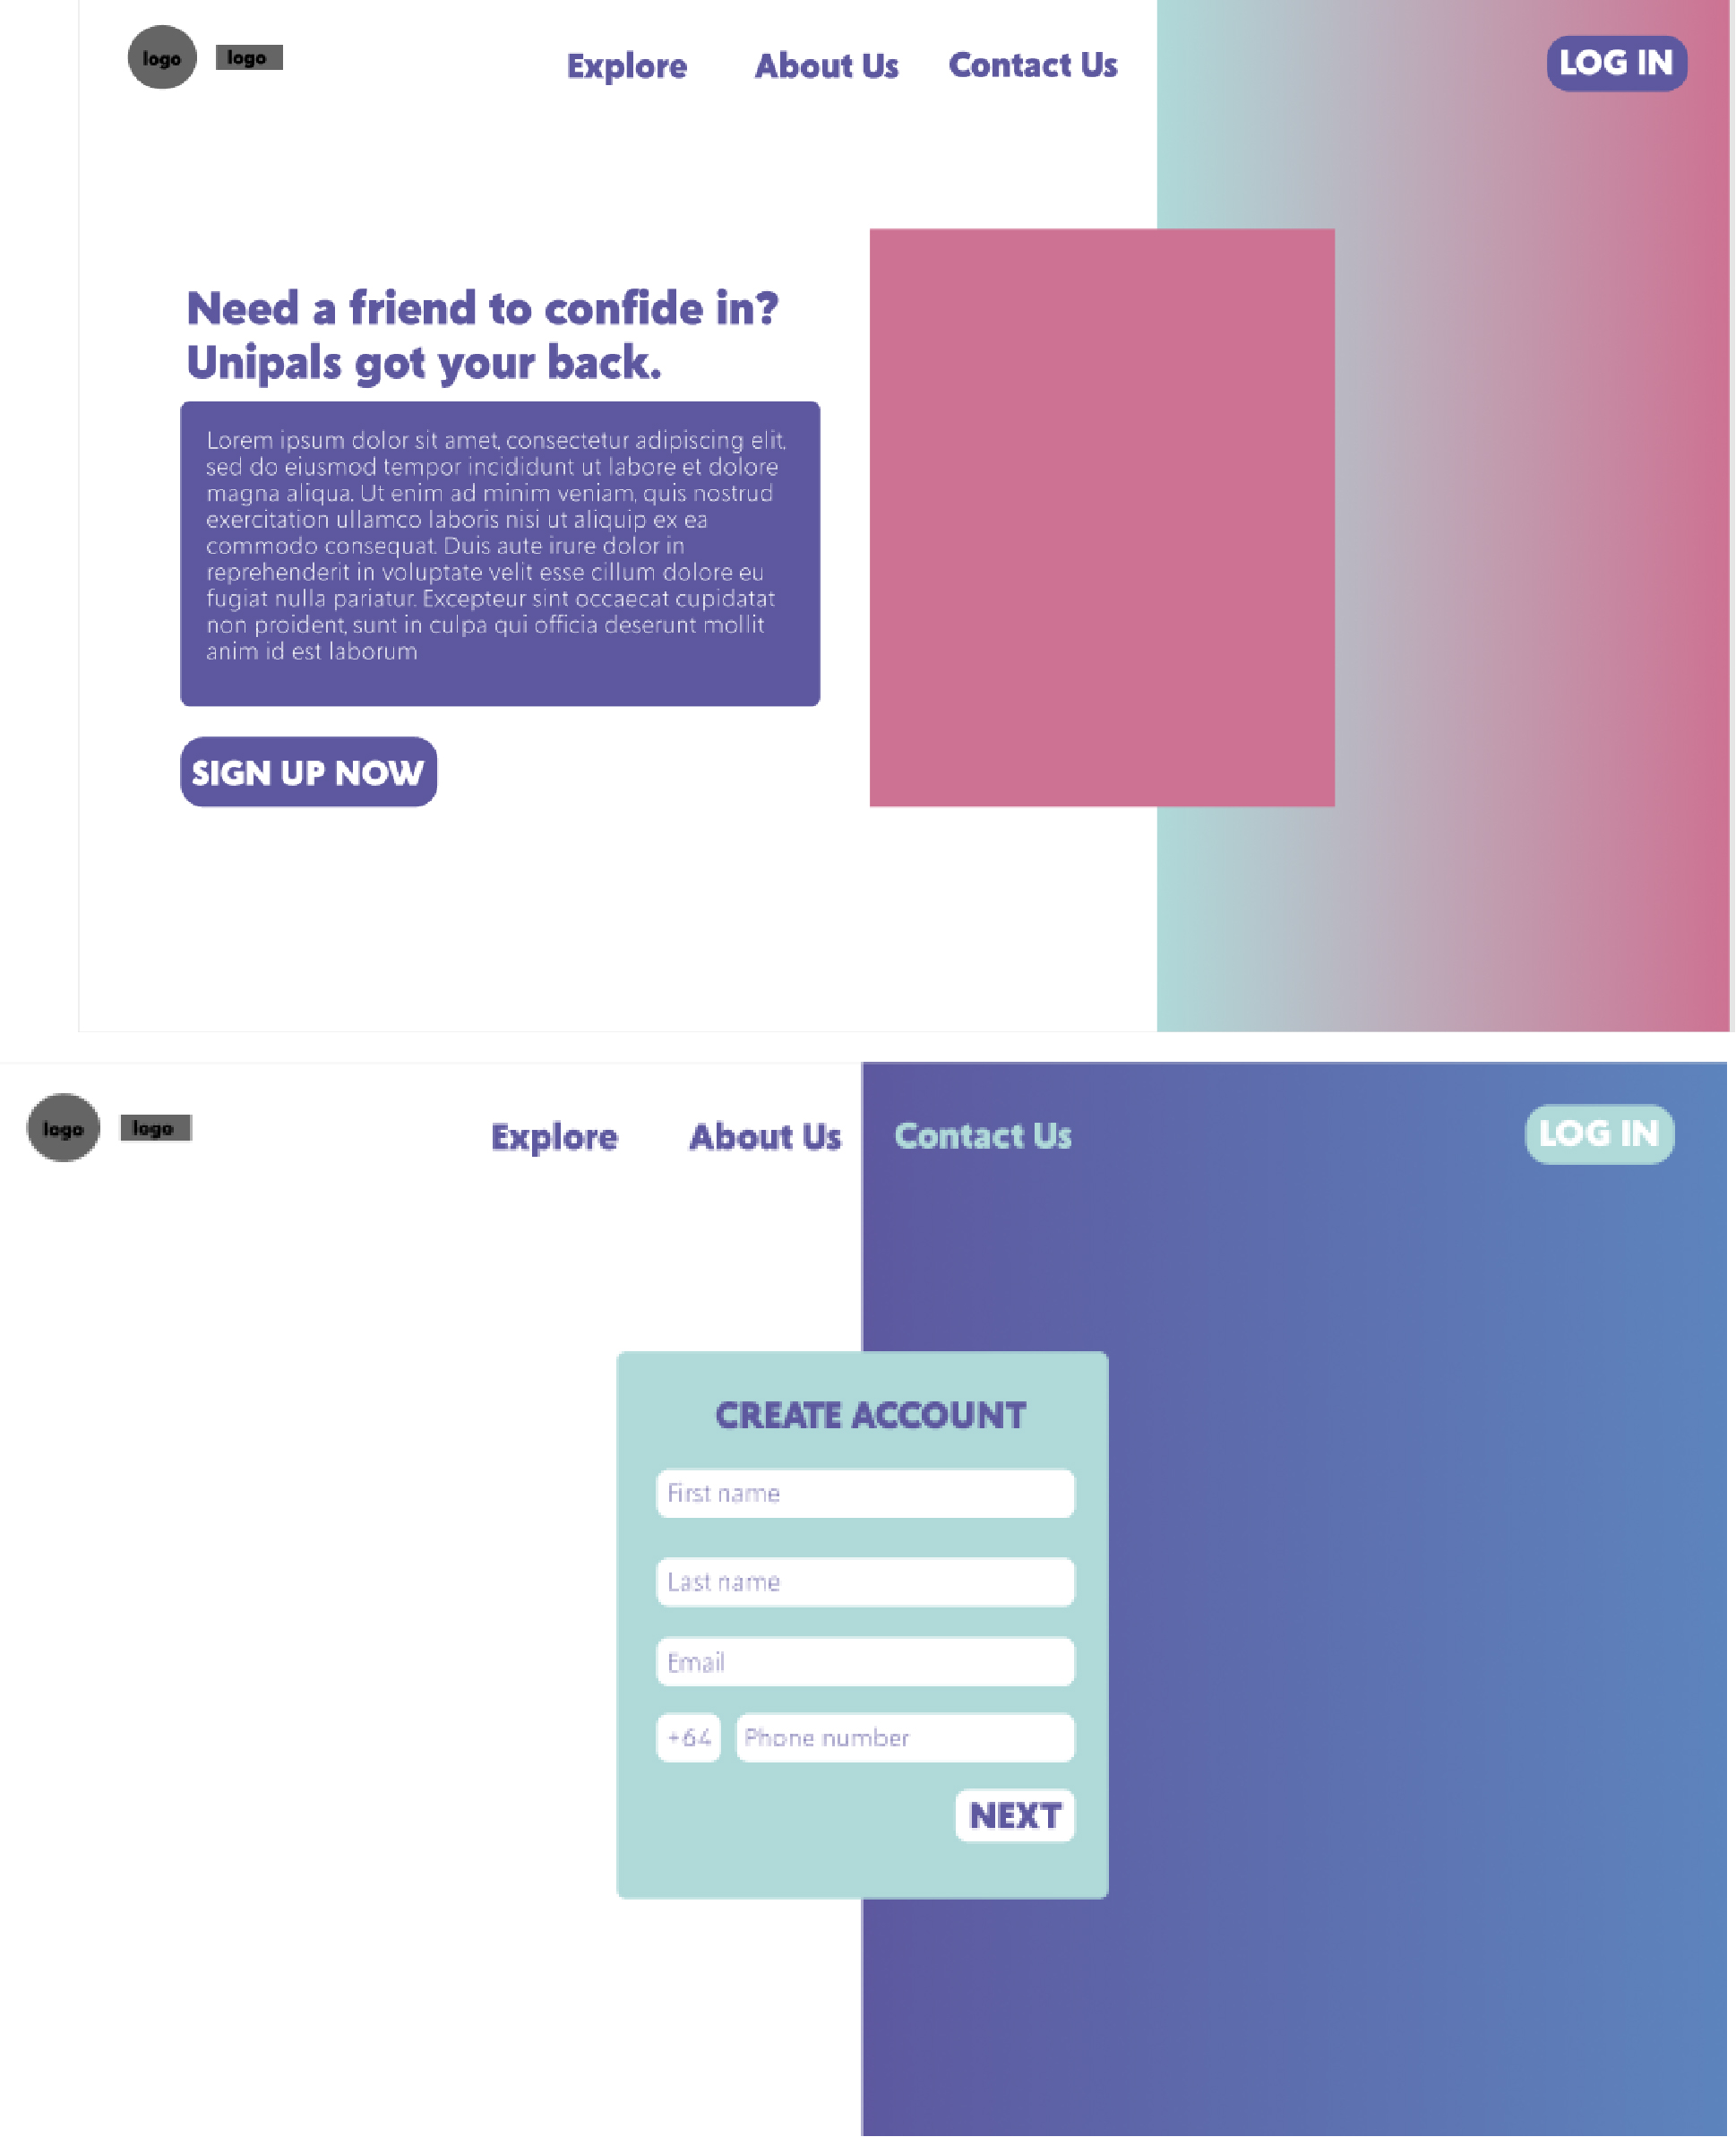 logo
logo
Explore
About Us
Contact Us
LOG IN
Need a friend to confide in?
Unipals got your back.
Lorem ipsum dolor sit amet, consectetur adipiscing elit,
sed do eiusmod tempor incididunt ut labore et dolore
magna aliqua. Ut enim ad minim veniam, quis nostrud
exercitation ullamco laboris nisi ut aliquip ex ea
commodo consequat. Duis aute irure dolor in
reprehenderit in voluptate velit esse cillum dolore eu
fugiat nulla pariatur. Excepteur sint occaecat cupidatat
non proident, sunt in culpa qui officia deserunt mollit
anim id est laborum
SIGN UP NOW
logo
logo
Explore
About Us
Contact Us
LOG IN
CREATE ACCOUNT
First name
Last name
Email
+64
Phone number
NEXT